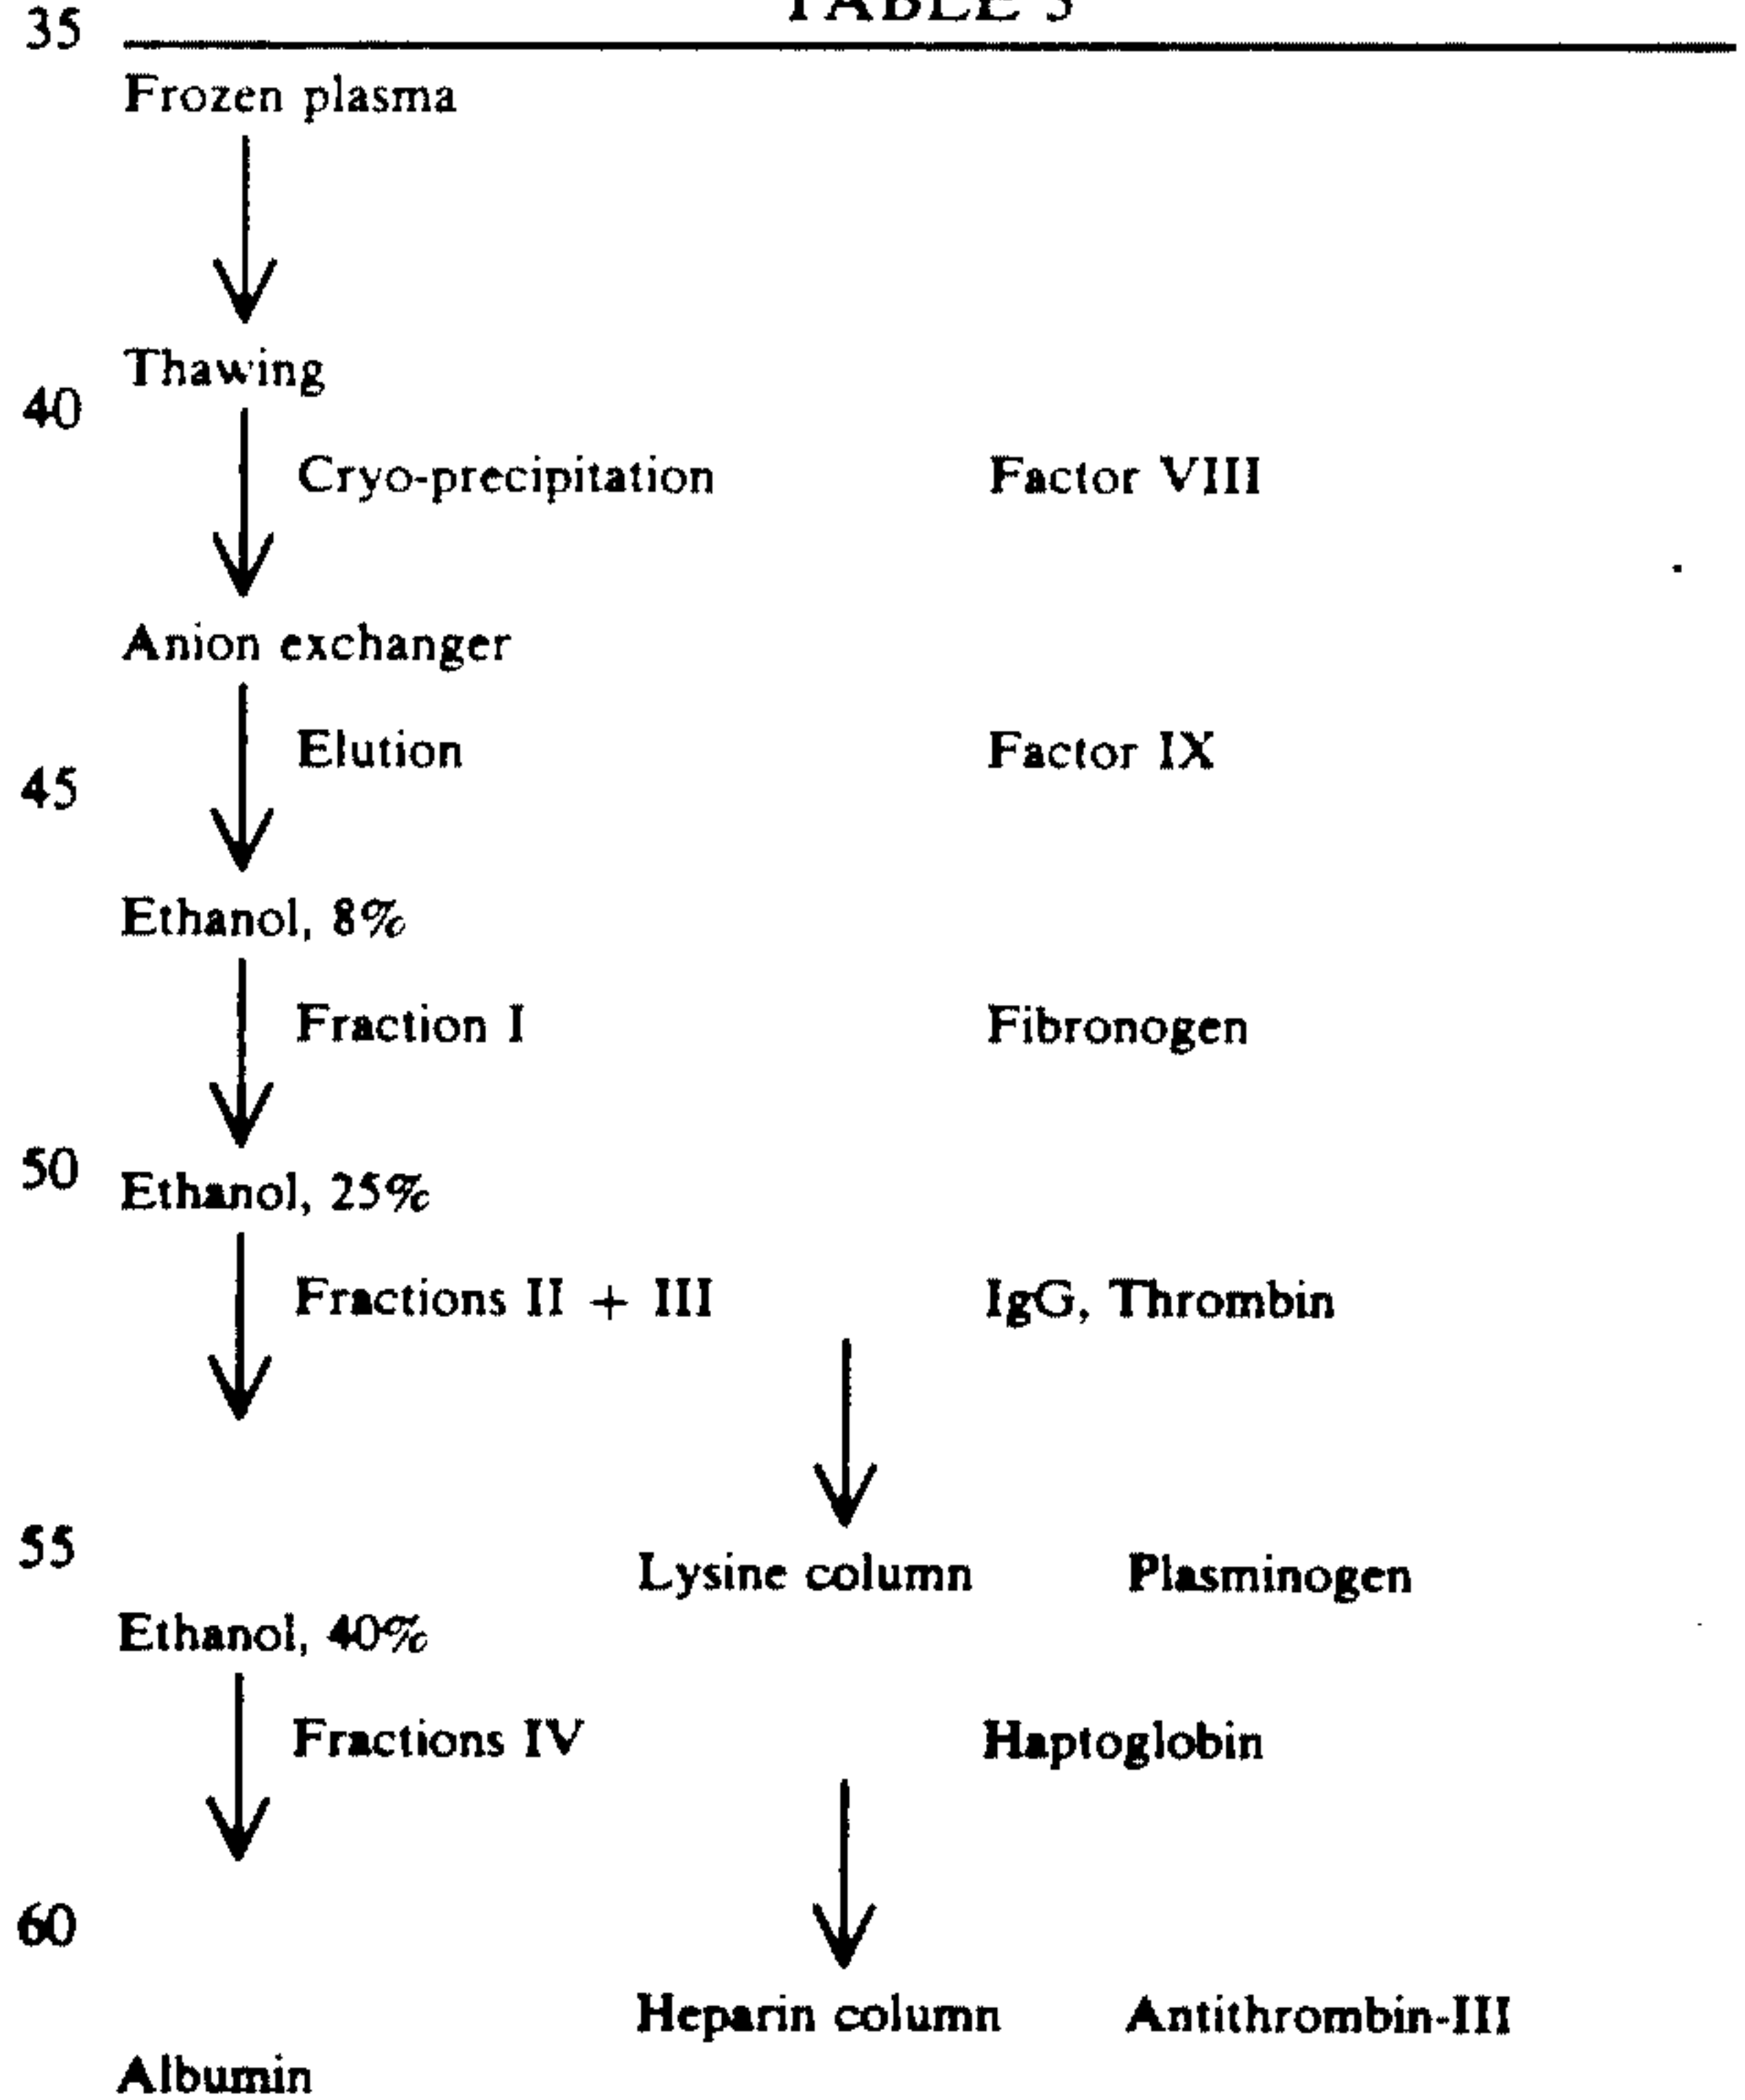 TABLE 3
35
Frozen plasma
Thawing
40
Cryo-precipitation Factor VIII
Anion exchanger
Elution Factor IX
45
Ethanol, 8%
Fraction I Fibronogen
50 Ethanol, 25%
Fractions II + III IgG, Thrombin
55
Lysine column Plasminogen
Ethanol, 40%
Fractions IV Haptoglobin
60
Heparin column Antithrombin-III
Albumin